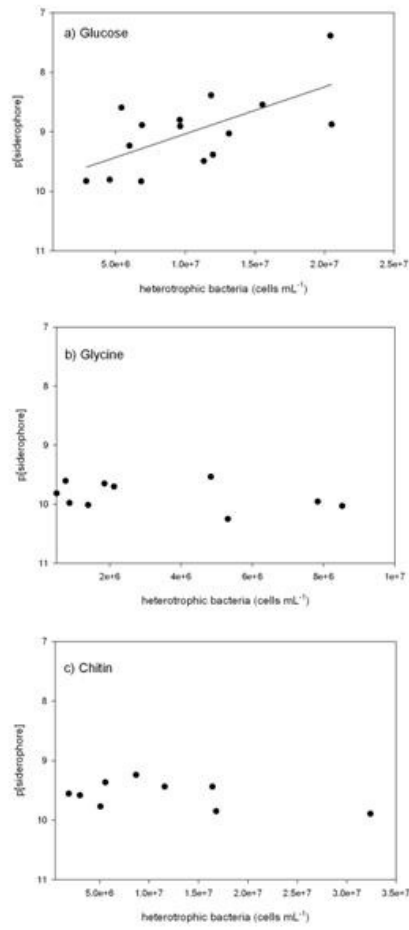 a) Glucose
7
8
9
10
11
p[siderophore]
5.0e+6 1.0e+7 1.5e+7 2.0e+7 2.5e+7
heterotrophic bacteria (cells mL⁻¹)
b) Glycine
7
8
9
10
11
p[siderophore]
2e+6 4e+6 6e+6 8e+6 1e+7
heterotrophic bacteria (cells mL⁻¹)
c) Chitin
7
8
9
10
11
p[siderophore]
5.0e+6 1.0e+7 1.5e+7 2.0e+7 2.5e+7 3.0e+7 3.5e+7
heterotrophic bacteria (cells mL⁻¹)